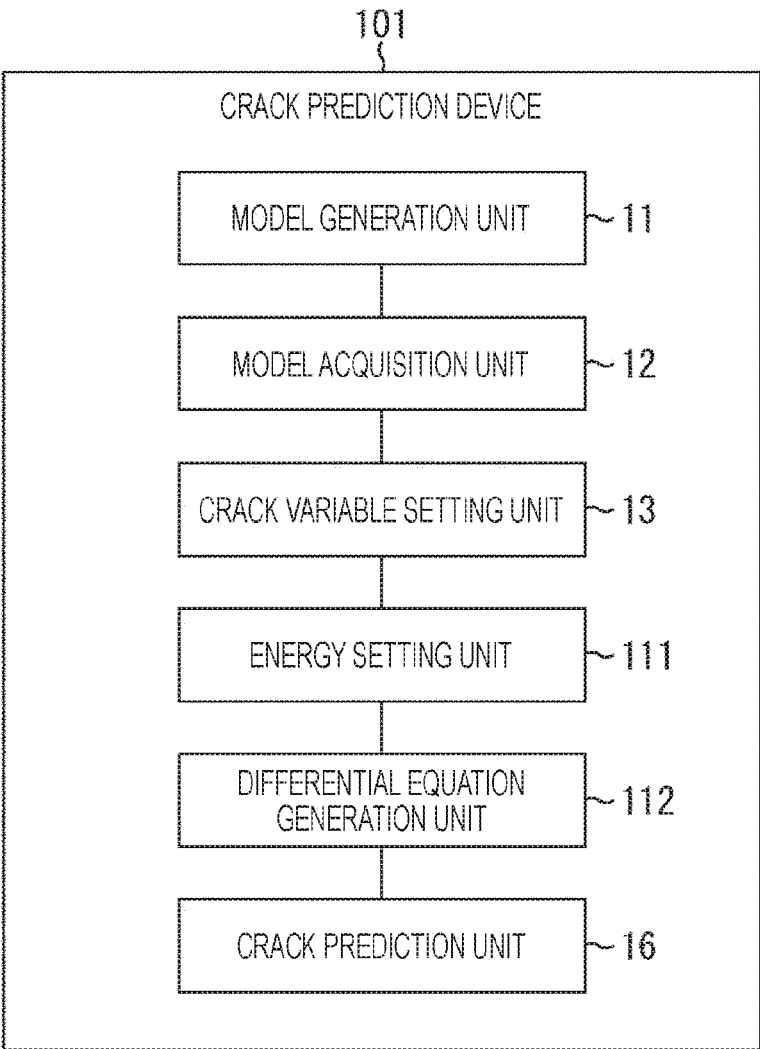 101
CRACK PREDICTION DEVICE
MODEL GENERATION UNIT
11
MODEL ACQUISITION UNIT
12
CRACK VARIABLE SETTING UNIT
13
ENERGY SETTING UNIT
111
DIFFERENTIAL EQUATION
GENERATION UNIT
112
CRACK PREDICTION UNIT
16